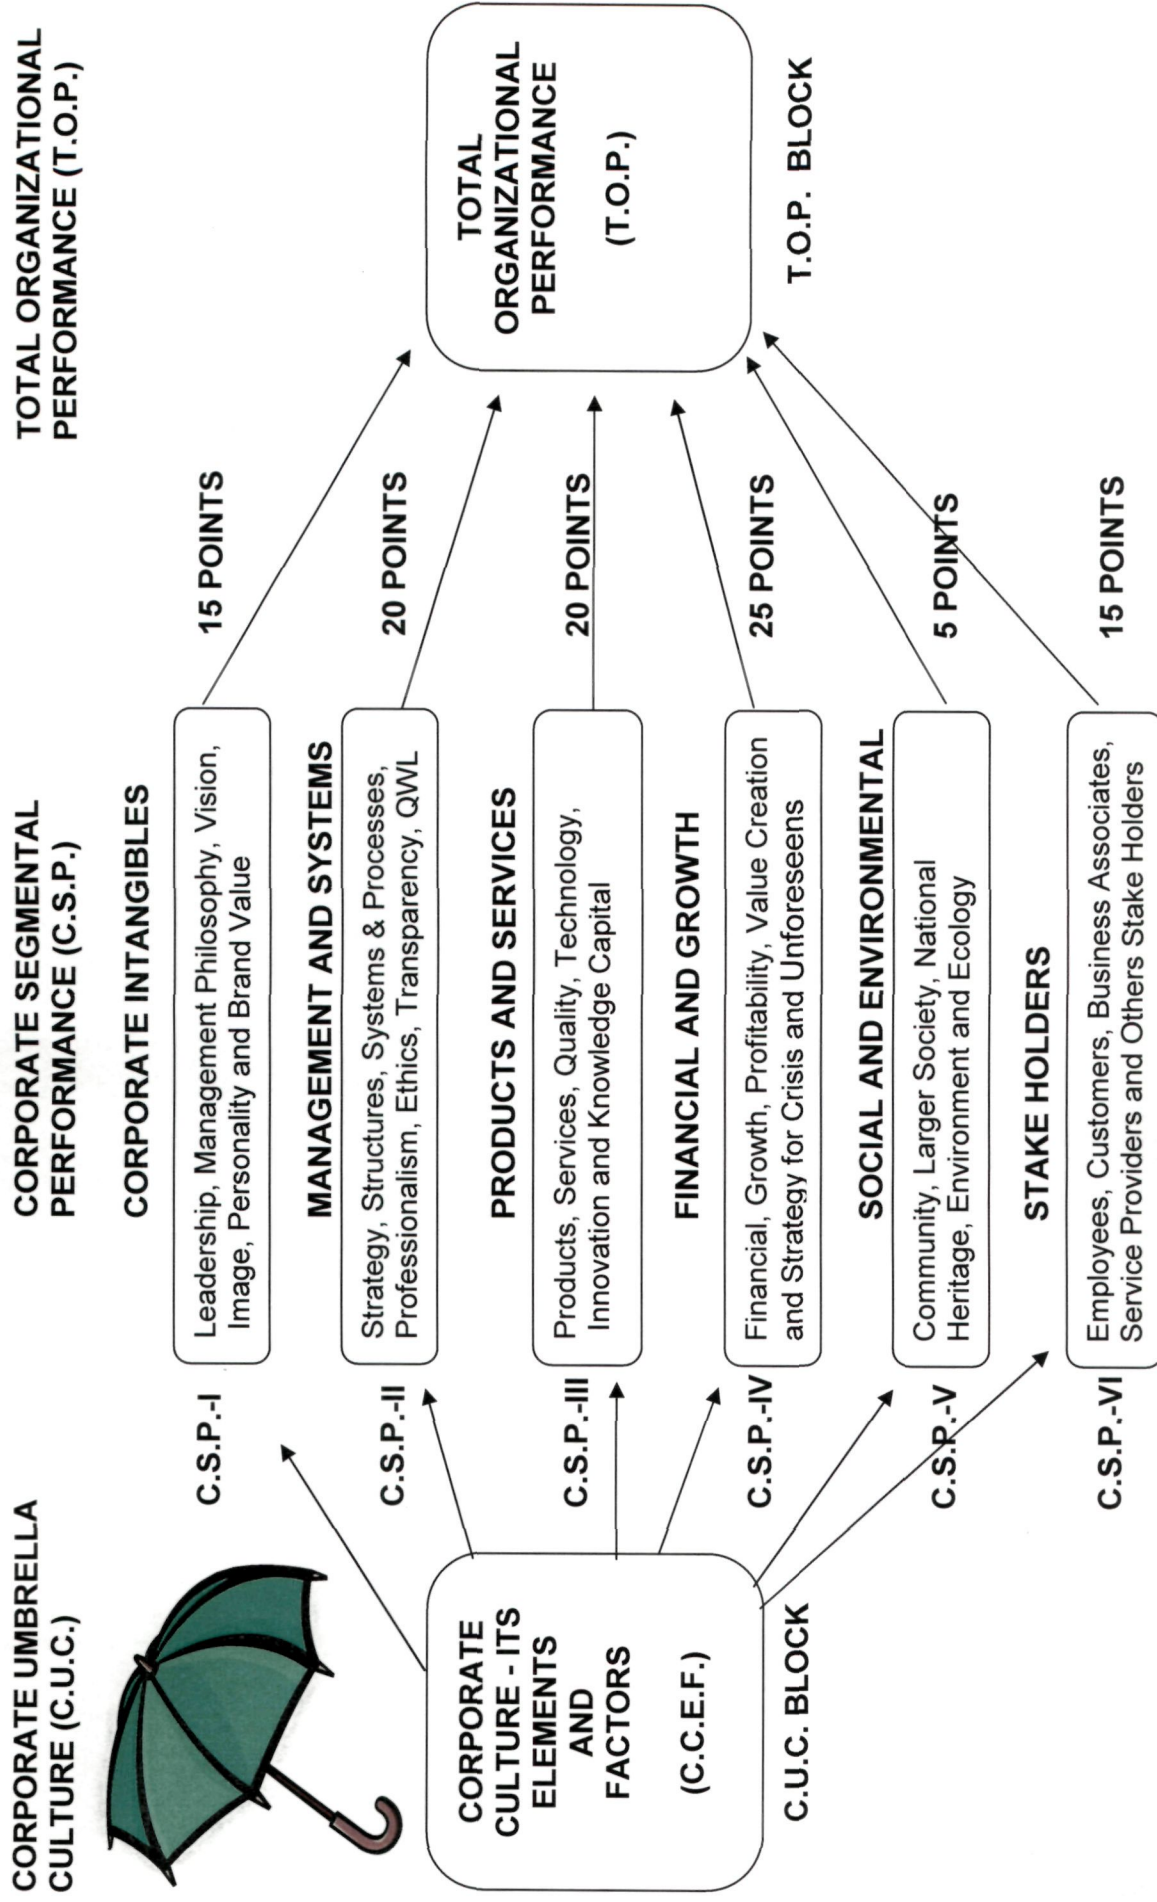 CORPORATE UMBRELLA
CULTURE (C.U.C.)
CORPORATE SEGMENTAL
PERFORMANCE (C.S.P.)
TOTAL ORGANIZATIONAL
PERFORMANCE (T.O.P.)
CORPORATE
CULTURE - ITS
ELEMENTS
AND
FACTORS
(C.C.E.F.)
C.U.C. BLOCK
CORPORATE INTANGIBLES
C.S.P.-I
Leadership, Management Philosophy, Vision,
Image, Personality and Brand Value
15 POINTS
MANAGEMENT AND SYSTEMS
C.S.P.-II
Strategy, Structures, Systems & Processes,
Professionalism, Ethics, Transparency, QWL
20 POINTS
PRODUCTS AND SERVICES
C.S.P.-III
Products, Services, Quality, Technology,
Innovation and Knowledge Capital
20 POINTS
FINANCIAL AND GROWTH
C.S.P.-IV
Financial, Growth, Profitability, Value Creation
and Strategy for Crisis and Unforeseens
25 POINTS
SOCIAL AND ENVIRONMENTAL
C.S.P.-V
Community, Larger Society, National
Heritage, Environment and Ecology
5 POINTS
STAKE HOLDERS
C.S.P.-VI
Employees, Customers, Business Associates,
Service Providers and Others Stake Holders
15 POINTS
TOTAL
ORGANIZATIONAL
PERFORMANCE
(T.O.P.)
T.O.P. BLOCK